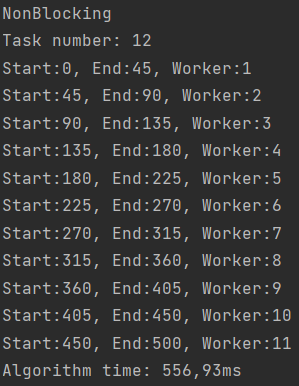 NonBlocking
Task number: 12
Start:0, End:45, Worker:1
Start:45, End:90, Worker:2
Start:90, End:135, Worker:3
Start:135, End:180, Worker:4
Start:180, End:225, Worker:5
Start:225, End:270, Worker:6
Start:270, End:315, Worker:7
Start:315, End:360, Worker:8
Start:360, End:405, Worker:9
Start:405, End:450, Worker:10
Start:450, End:500, Worker:11
Algorithm time: 556,93ms